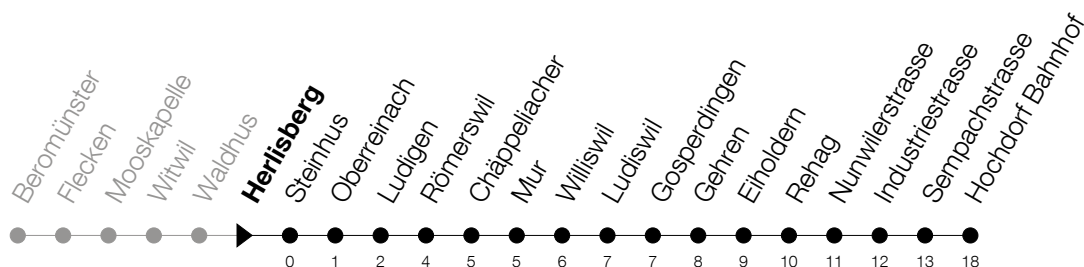 Beromünster
Flecken
Mooskapelle
Witwil
Waldhus
Herlisberg
Steinhus
Oberreinach
Ludigen
Römerswil
Chäppeliacher
Mur
Williswil
Ludiswil
Gosperdingen
Gehren
Eiholdern
Rehag
Nunwilerstrasse
Industriestrasse
Sempachstrasse
Hochdorf Bahnhof
0 1 2 4 5 5 6 7 7 8 9 10 11 12 13 18